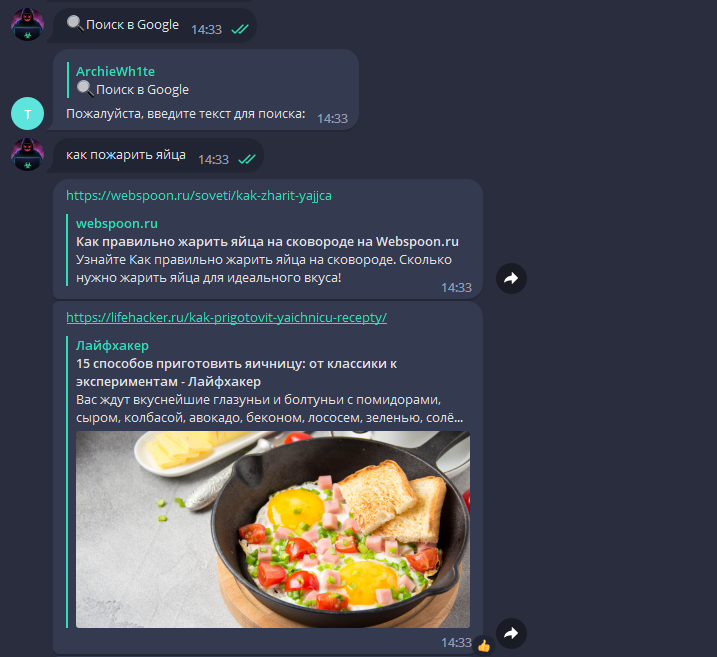 Поиск в Google 14:33
ArchieWh1te
Поиск в Google
T
Пожалуйста, введите текст для поиска: 14:33
как пожарить яйца 14:33
https://webspoon.ru/soveti/kak-zharit-yajjca
webspoon.ru
Как правильно жарить яйца на сковороде на Webspoon.ru
Узнайте Как правильно жарить яйца на сковороде. Сколько
нужно жарить яйца для идеального вкуса!
14:33
https://lifehacker.ru/kak-prigotovit-yaichnicu-recepty/
Лайфхакер
15 способов приготовить яичницу: от классики к
экспериментам - Лайфхакер
Вас ждут вкуснейшие глазуньи и болтуньи с помидорами,
сыром, колбасой, авокадо, беконом, лососем, зеленью, солё...
14:33